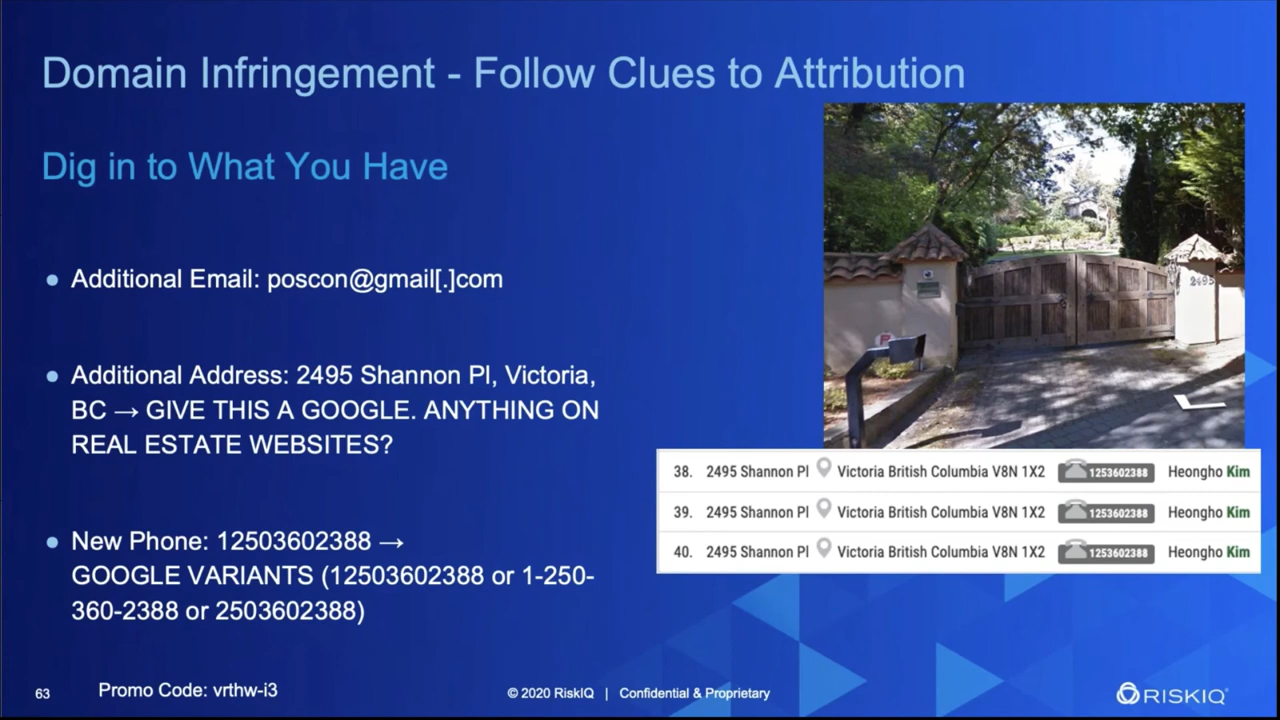 Domain Infringement - Follow Clues to Attribution
Dig in to What You Have
● Additional Email: poscon@gmail[.]com
● Additional Address: 2495 Shannon Pl, Victoria,
BC → GIVE THIS A GOOGLE. ANYTHING ON
REAL ESTATE WEBSITES?
● New Phone: 12503602388 →
GOOGLE VARIANTS (12503602388 or 1-250-
360-2388 or 2503602388)
2495
P
38. 2495 Shannon Pl Victoria British Columbia V8N 1X2 1253602388 Heongho Kim
39. 2495 Shannon Pl Victoria British Columbia V8N 1X2 1253602388 Heongho Kim
40. 2495 Shannon Pl Victoria British Columbia V8N 1X2 1253602388 Heongho Kim
63
Promo Code: vrthw-i3
© 2020 RiskIQ | Confidential & Proprietary
RISKIQ